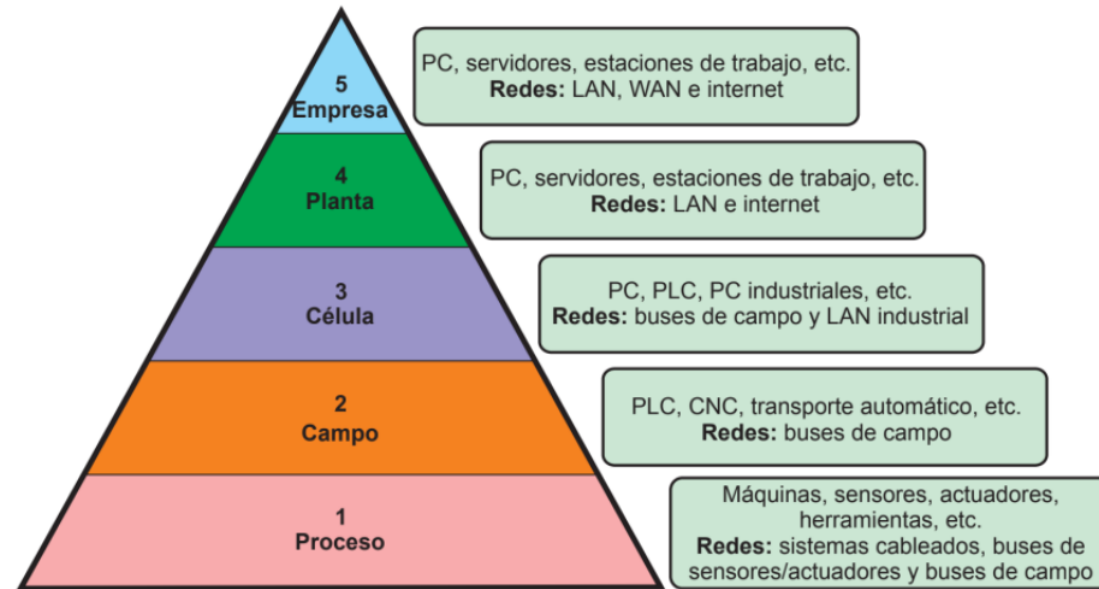 5
Empresa
PC, servidores, estaciones de trabajo, etc.
Redes: LAN, WAN e internet
4
Planta
PC, servidores, estaciones de trabajo, etc.
Redes: LAN e internet
3
Célula
PC, PLC, PC industriales, etc.
Redes: buses de campo y LAN industrial
2
Campo
PLC, CNC, transporte automático, etc.
Redes: buses de campo
1
Proceso
Máquinas, sensores, actuadores,
herramientas, etc.
Redes: sistemas cableados, buses de
sensores/actuadores y buses de campo